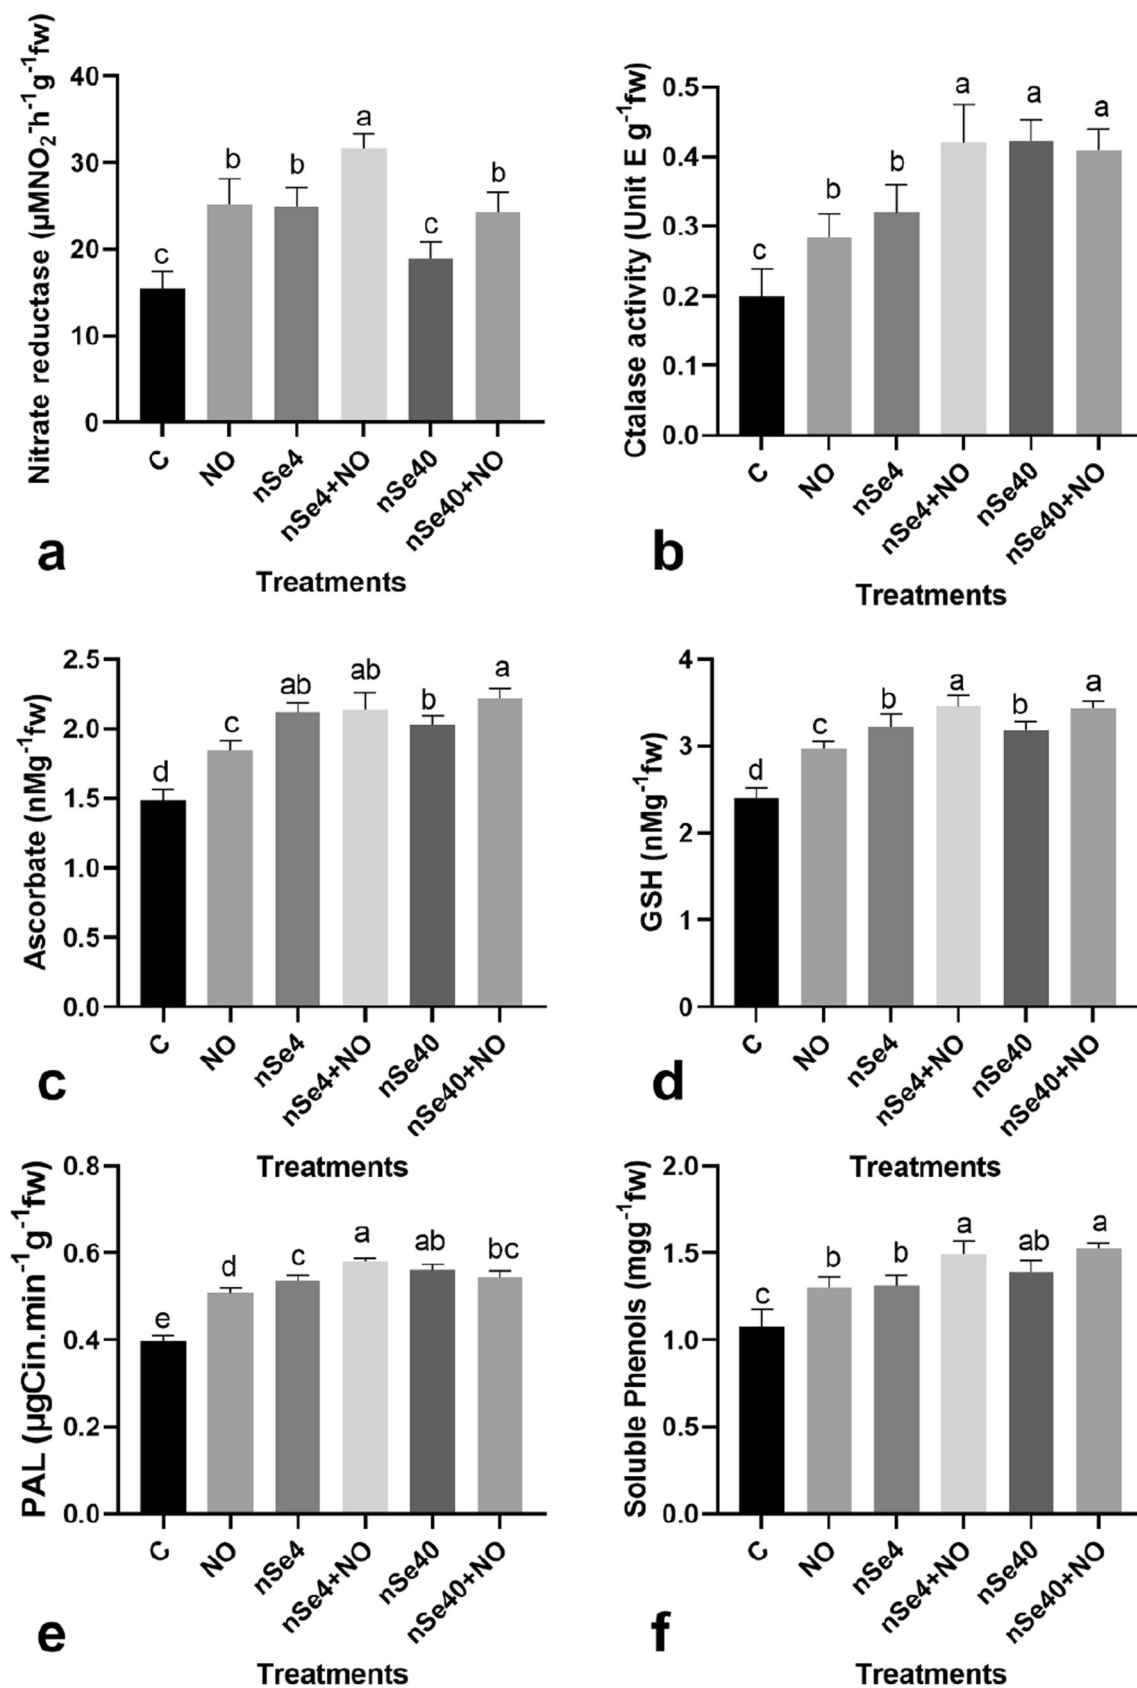 Nitrate reductase (µMNO₂⁻h⁻¹g⁻¹fw)
40
30
20
10
0
c
b
b
a
c
b
C
NO
nSe4
nSe4+NO
nSe40
nSe40+NO
a
Treatments
Ctalase activity (Unit E g⁻¹fw)
0.5
0.4
0.3
0.2
0.1
0.0
c
b
b
a
a
a
C
NO
nSe4
nSe4+NO
nSe40
nSe40+NO
b
Treatments
Ascorbate (nMg⁻¹fw)
2.5
2.0
1.5
1.0
0.5
0.0
d
c
ab
ab
b
a
C
NO
nSe4
nSe4+NO
nSe40
nSe40+NO
c
Treatments
GSH (nMg⁻¹fw)
4
3
2
1
0
d
c
b
a
b
a
C
NO
nSe4
nSe4+NO
nSe40
nSe40+NO
d
Treatments
PAL (µgCin.min⁻¹g⁻¹fw)
0.8
0.6
0.4
0.2
0.0
e
d
c
a
ab
bc
C
NO
nSe4
nSe4+NO
nSe40
nSe40+NO
e
Treatments
Soluble Phenols (mgg⁻¹fw)
2.0
1.5
1.0
0.5
0.0
c
b
b
a
ab
a
C
NO
nSe4
nSe4+NO
nSe40
nSe40+NO
f
Treatments